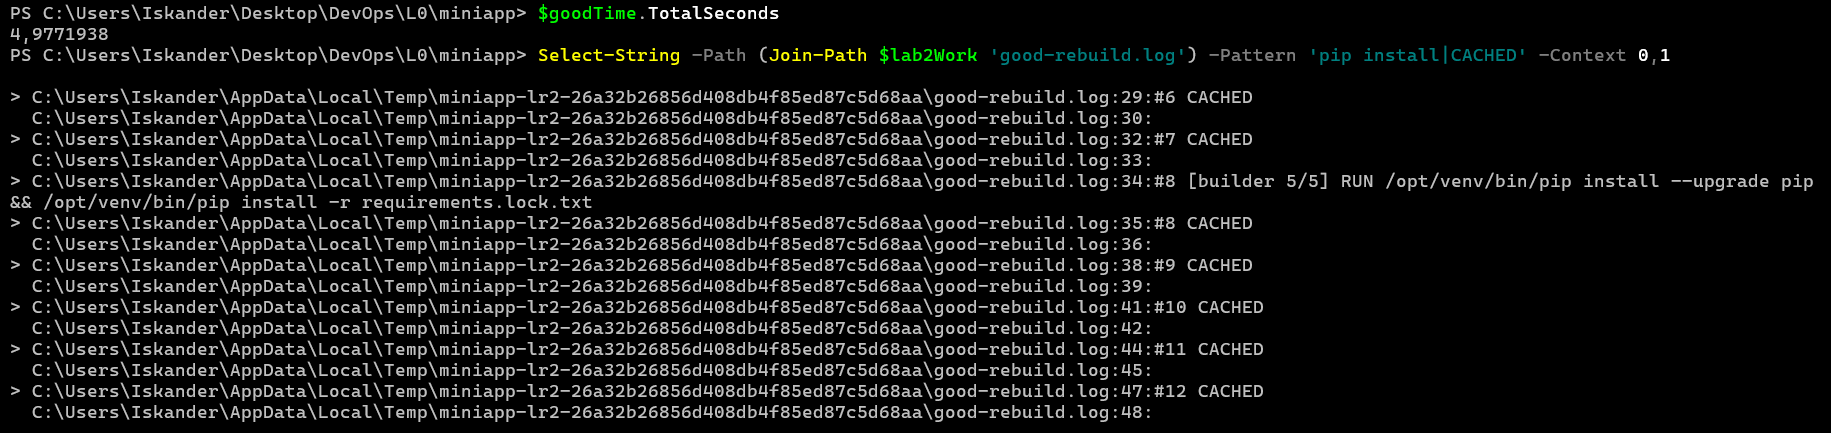 PS C:\Users\Iskander\Desktop\DevOps\L0\miniapp> $goodTime.TotalSeconds
4,9771938
PS C:\Users\Iskander\Desktop\DevOps\L0\miniapp> Select-String -Path (Join-Path $lab2Work 'good-rebuild.log') -Pattern 'pip install|CACHED' -Context 0,1
> C:\Users\Iskander\AppData\Local\Temp\miniapp-lr2-26a32b26856d408db4f85ed87c5d68aa\good-rebuild.log:29:#6 CACHED
  C:\Users\Iskander\AppData\Local\Temp\miniapp-lr2-26a32b26856d408db4f85ed87c5d68aa\good-rebuild.log:30:
> C:\Users\Iskander\AppData\Local\Temp\miniapp-lr2-26a32b26856d408db4f85ed87c5d68aa\good-rebuild.log:32:#7 CACHED
  C:\Users\Iskander\AppData\Local\Temp\miniapp-lr2-26a32b26856d408db4f85ed87c5d68aa\good-rebuild.log:33:
> C:\Users\Iskander\AppData\Local\Temp\miniapp-lr2-26a32b26856d408db4f85ed87c5d68aa\good-rebuild.log:34:#8 [builder 5/5] RUN /opt/venv/bin/pip install --upgrade pip
&& /opt/venv/bin/pip install -r requirements.lock.txt
> C:\Users\Iskander\AppData\Local\Temp\miniapp-lr2-26a32b26856d408db4f85ed87c5d68aa\good-rebuild.log:35:#8 CACHED
  C:\Users\Iskander\AppData\Local\Temp\miniapp-lr2-26a32b26856d408db4f85ed87c5d68aa\good-rebuild.log:36:
> C:\Users\Iskander\AppData\Local\Temp\miniapp-lr2-26a32b26856d408db4f85ed87c5d68aa\good-rebuild.log:38:#9 CACHED
  C:\Users\Iskander\AppData\Local\Temp\miniapp-lr2-26a32b26856d408db4f85ed87c5d68aa\good-rebuild.log:39:
> C:\Users\Iskander\AppData\Local\Temp\miniapp-lr2-26a32b26856d408db4f85ed87c5d68aa\good-rebuild.log:41:#10 CACHED
  C:\Users\Iskander\AppData\Local\Temp\miniapp-lr2-26a32b26856d408db4f85ed87c5d68aa\good-rebuild.log:42:
> C:\Users\Iskander\AppData\Local\Temp\miniapp-lr2-26a32b26856d408db4f85ed87c5d68aa\good-rebuild.log:44:#11 CACHED
  C:\Users\Iskander\AppData\Local\Temp\miniapp-lr2-26a32b26856d408db4f85ed87c5d68aa\good-rebuild.log:45:
> C:\Users\Iskander\AppData\Local\Temp\miniapp-lr2-26a32b26856d408db4f85ed87c5d68aa\good-rebuild.log:47:#12 CACHED
  C:\Users\Iskander\AppData\Local\Temp\miniapp-lr2-26a32b26856d408db4f85ed87c5d68aa\good-rebuild.log:48: